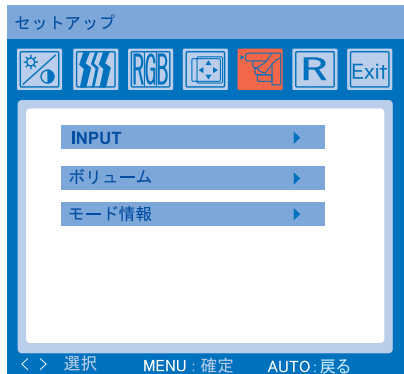 セットアップ
RGB R Exit
INPUT
ボリューム
モード情報
< > 選択 MENU : 確定 AUTO : 戻る